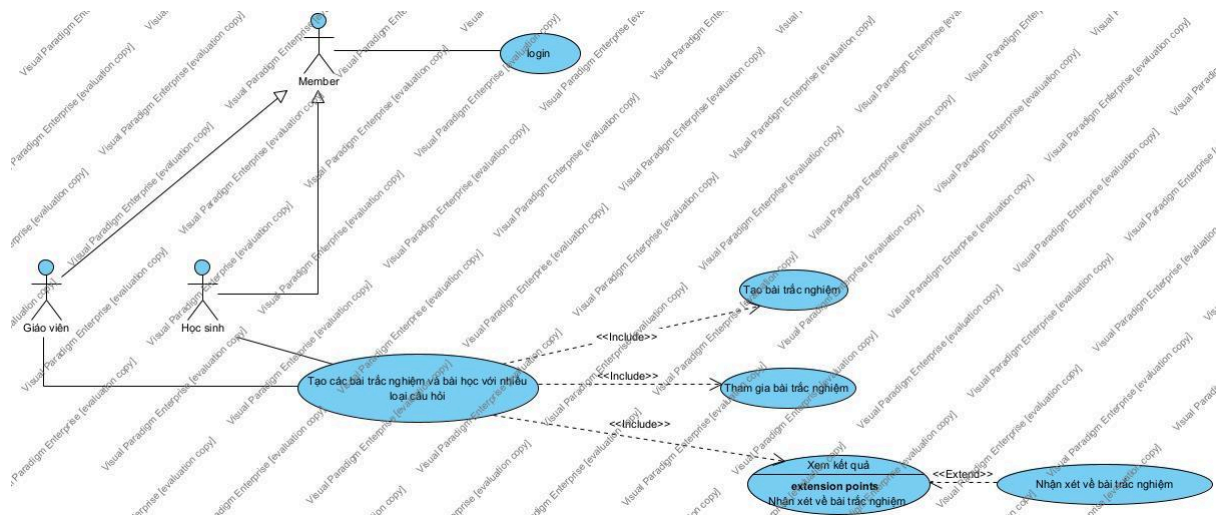 Member
login
Giáo viên
Học sinh
Tạo các bài trắc nghiệm và bài học với nhiều
loại câu hỏi
<<Include>>
Tạo bài trắc nghiệm
<<Include>>
Tham gia bài trắc nghiệm
<<Include>>
Xem kết quả
extension points
Nhận xét về bài trắc nghiệm
<<Extend>>
Nhận xét về bài trắc nghiệm
Visual Paradigm Enterprise [evaluation copy]